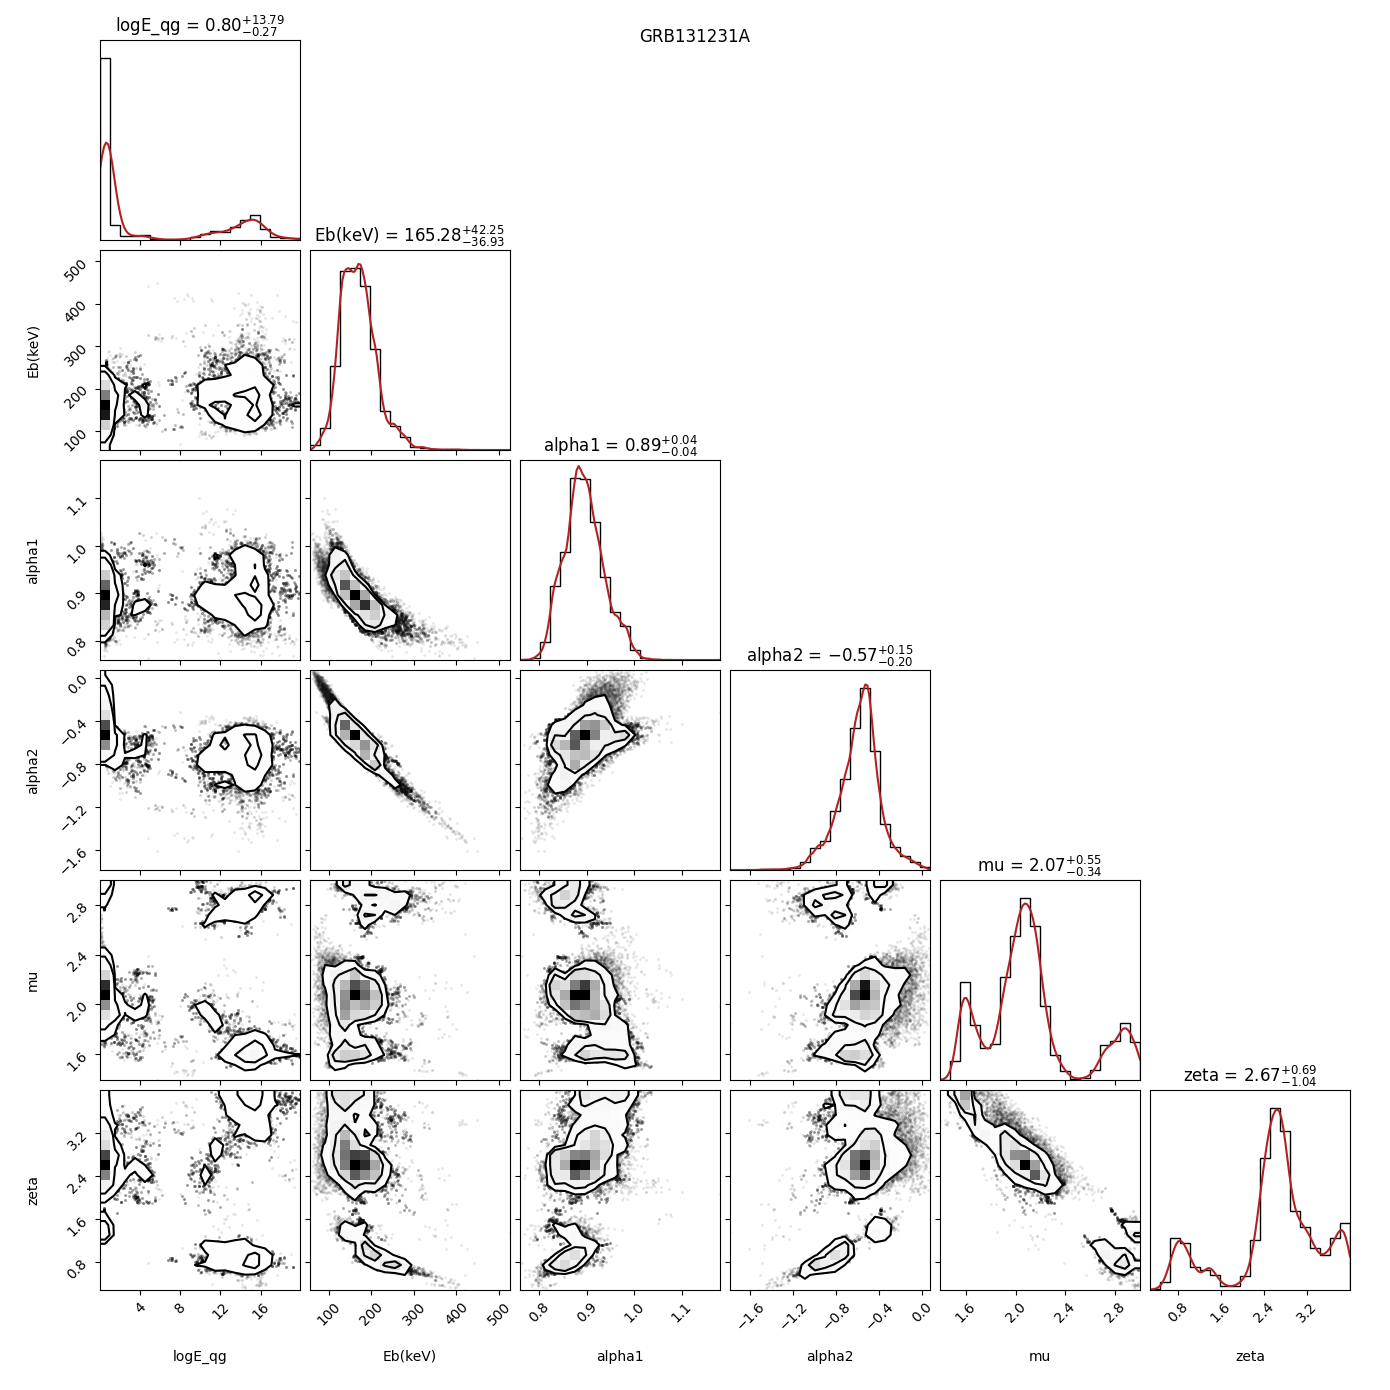 logE_qg = 0.80 +13.79 −0.27
GRB131231A
Eb(keV) = 165.28 +42.25 −36.93
500
400
300
200
100
Eb(keV)
alpha1 = 0.89 +0.04 −0.04
1.1
1.0
0.9
0.8
alpha1
alpha2 = −0.57 +0.15 −0.20
0.0
−0.4
−0.8
−1.2
−1.6
alpha2
mu = 2.07 +0.55 −0.34
2.8
2.4
2.0
1.6
mu
zeta = 2.67 +0.69 −1.04
3.2
2.4
1.6
0.8
zeta
4 8 12 16
100 200 300 400 500
0.8 0.9 1.0 1.1
−1.6 −1.2 −0.8 −0.4 0.0
1.6 2.0 2.4 2.8
0.8 1.6 2.4 3.2
logE_qg Eb(keV) alpha1 alpha2 mu zeta